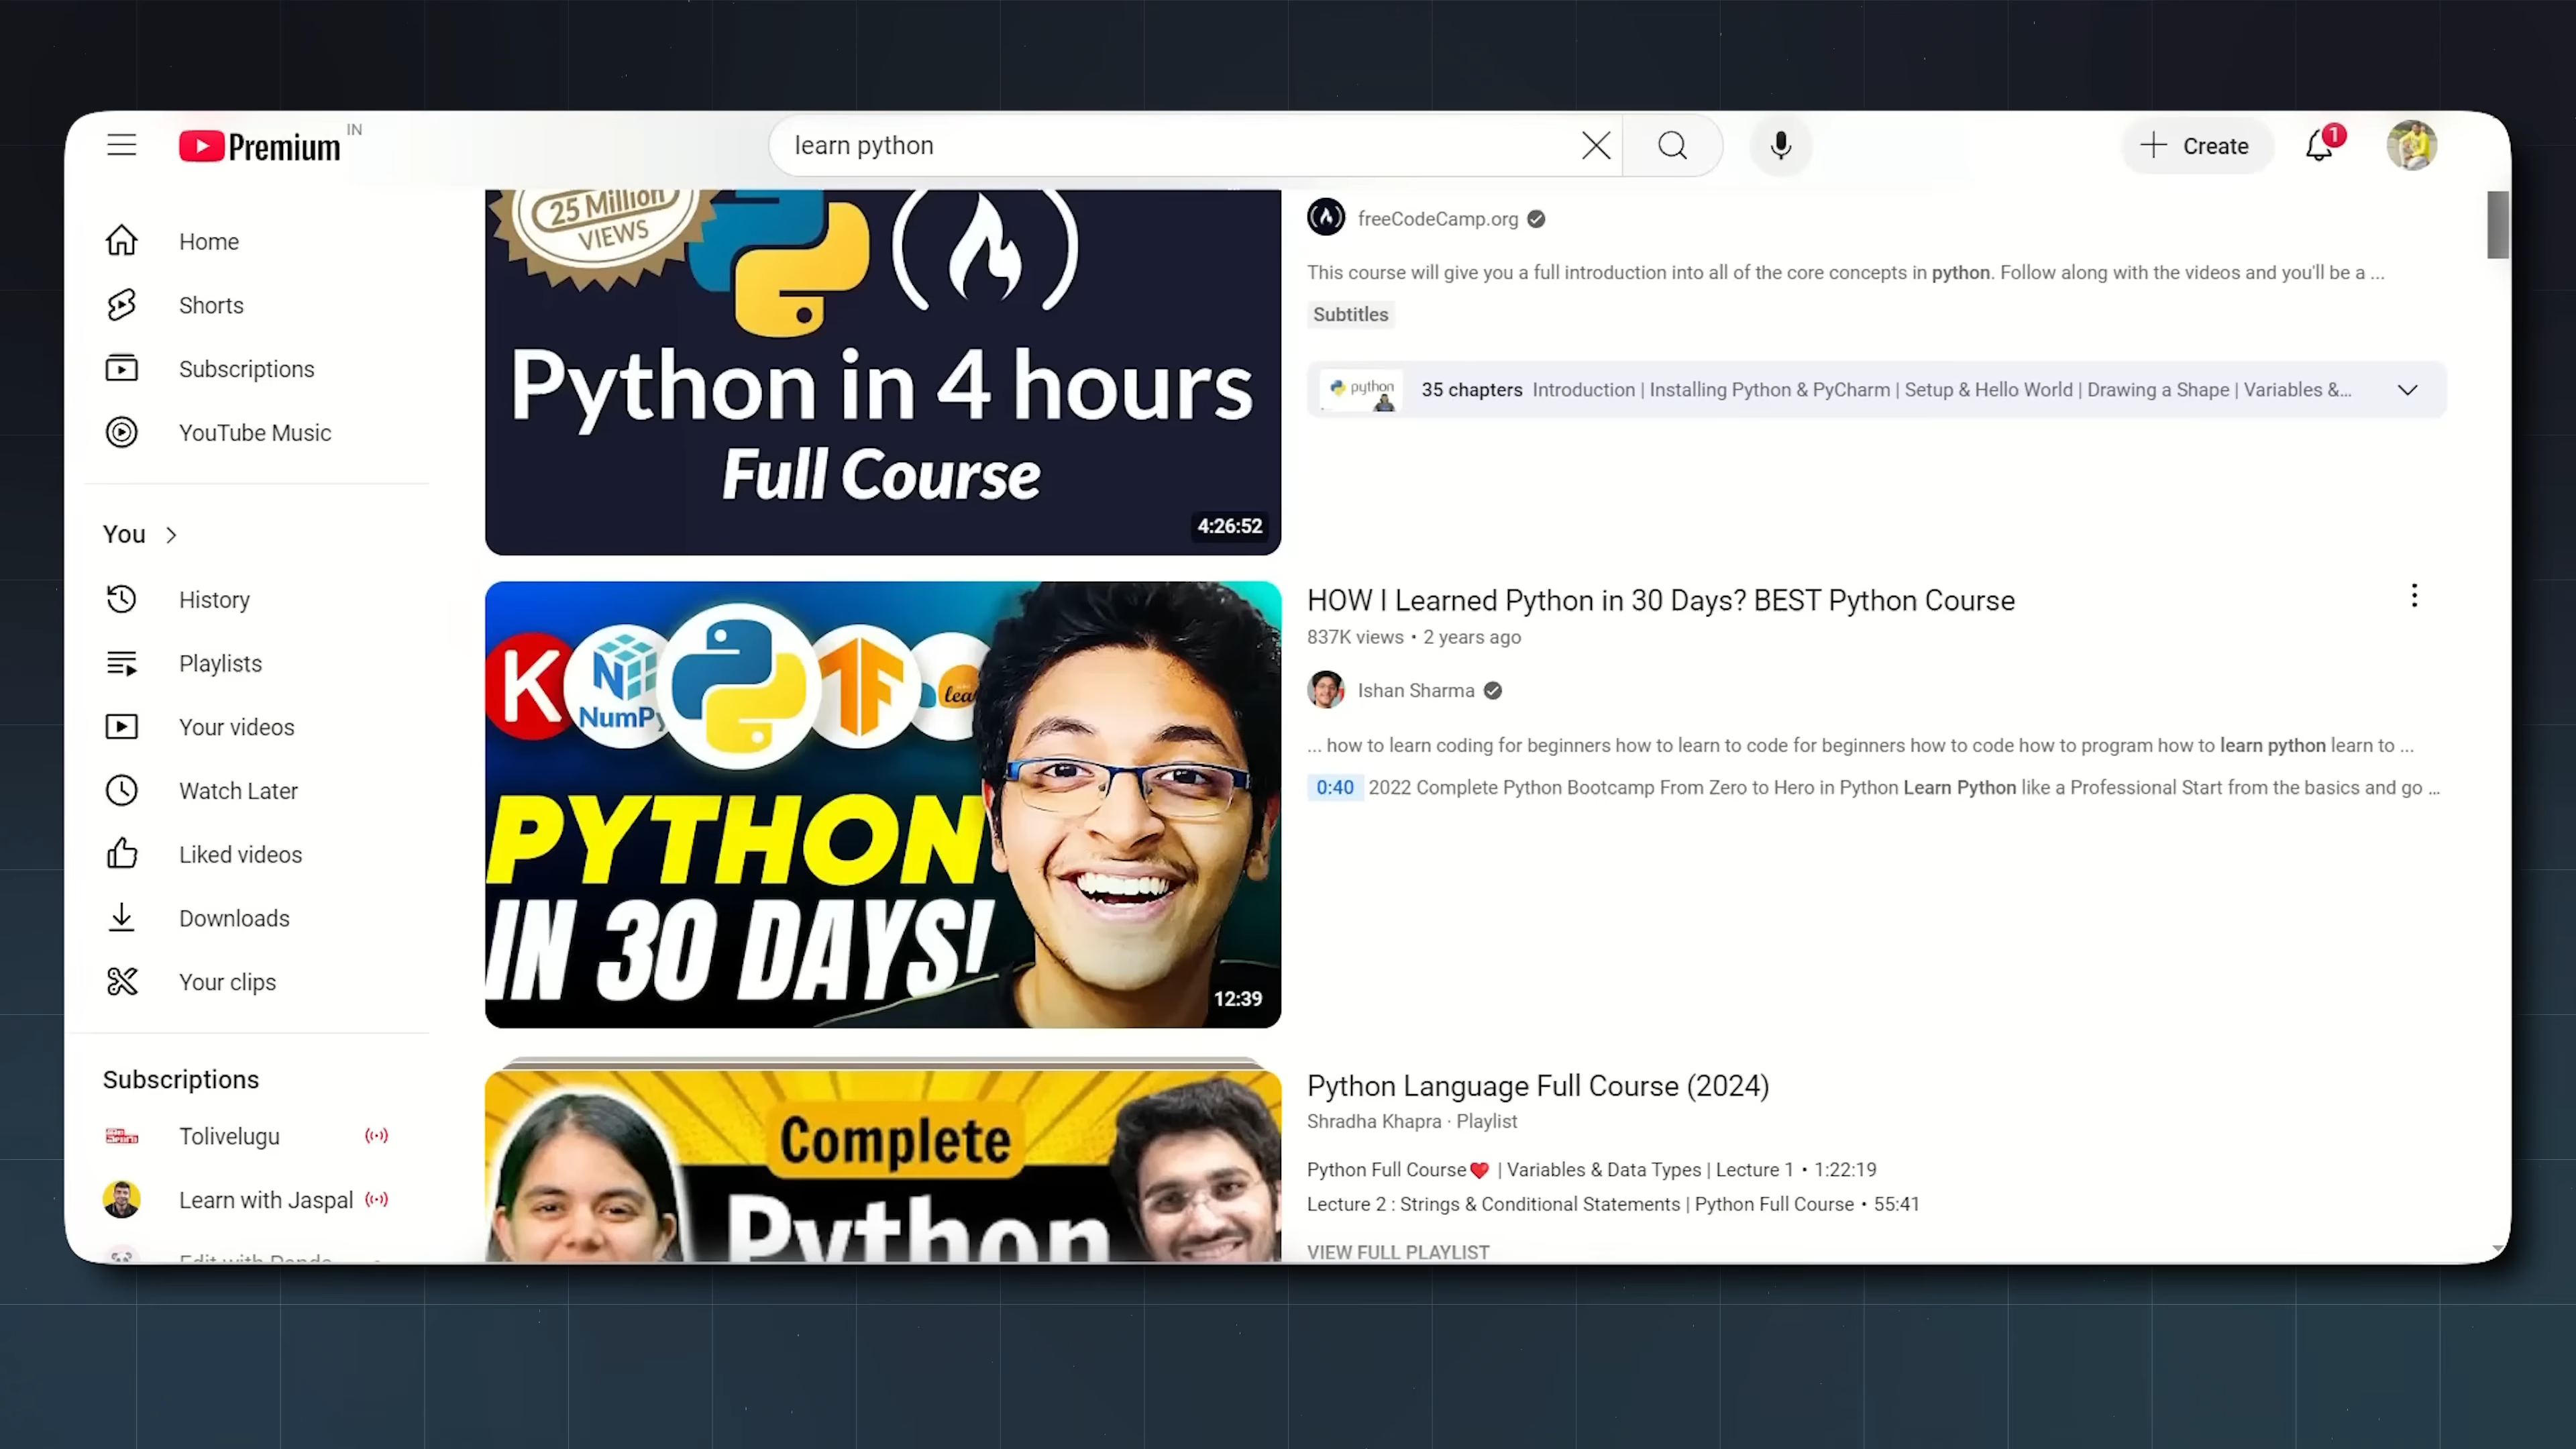 Premium IN
learn python
Create
1
Home
Shorts
Subscriptions
YouTube Music
You
History
Playlists
Your videos
Watch Later
Liked videos
Downloads
Your clips
Subscriptions
Tolivelugu
Learn with Jaspal
25 Million
VIEWS
Python in 4 hours
Full Course
4:26:52
freeCodeCamp.org
This course will give you a full introduction into all of the core concepts in python. Follow along with the videos and you'll be a ...
Subtitles
python
35 chapters Introduction | Installing Python & PyCharm | Setup & Hello World | Drawing a Shape | Variables &...
K
NumPy
lea
PYTHON
IN 30 DAYS!
12:39
HOW I Learned Python in 30 Days? BEST Python Course
837K views • 2 years ago
Ishan Sharma
... how to learn coding for beginners how to learn to code for beginners how to code how to program how to learn python learn to ...
0:40 2022 Complete Python Bootcamp From Zero to Hero in Python Learn Python like a Professional Start from the basics and go ...
Complete
Python
Python Language Full Course (2024)
Shradha Khapra · Playlist
Python Full Course❤️ | Variables & Data Types | Lecture 1 • 1:22:19
Lecture 2 : Strings & Conditional Statements | Python Full Course • 55:41
VIEW FULL PLAYLIST